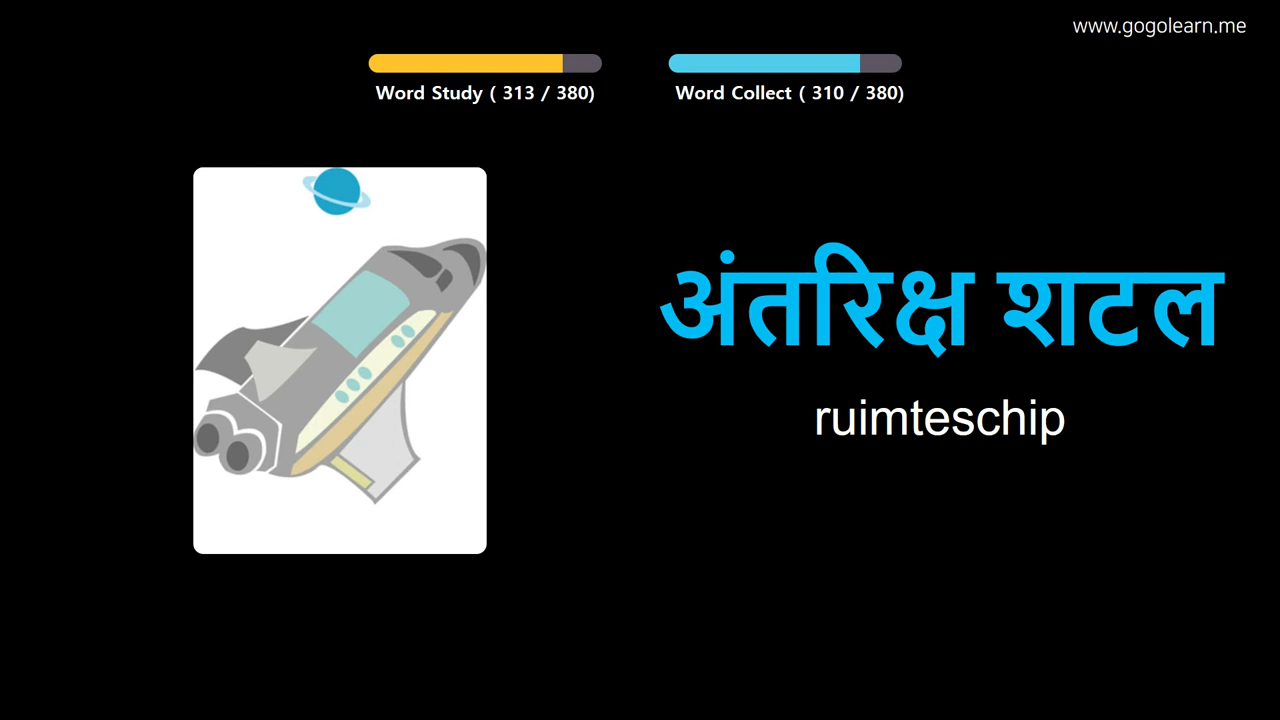 www.gogolearn.me
Word Study ( 313 / 380)
Word Collect ( 310 / 380)
अंतरिक्ष शटल
ruimteschip